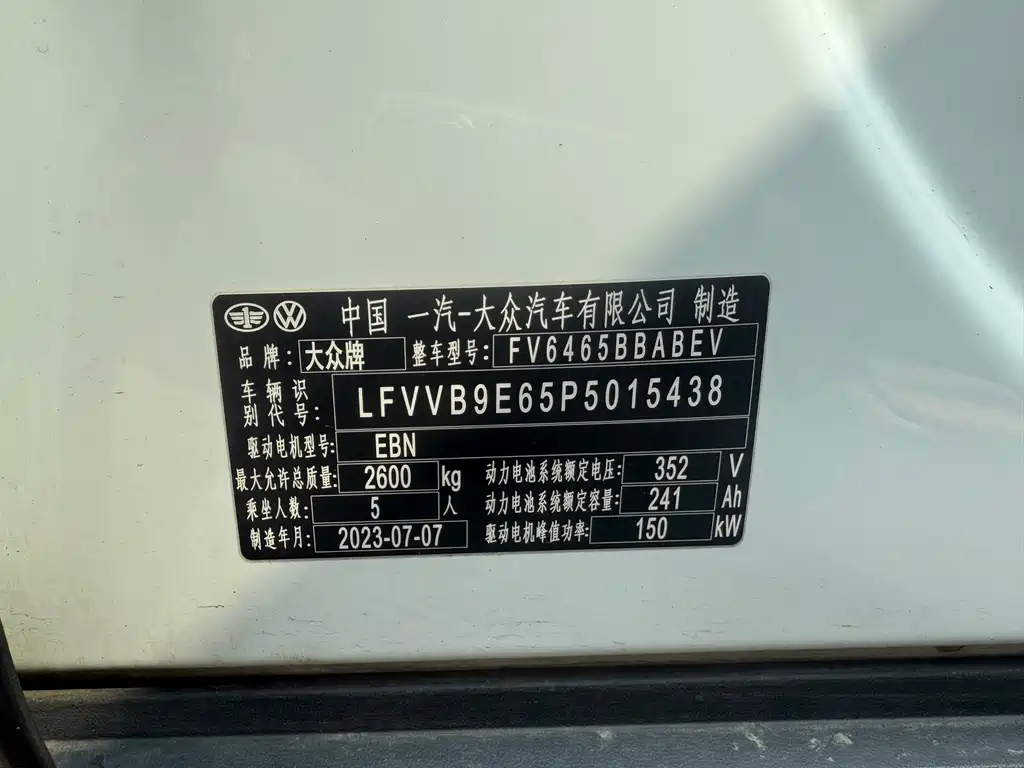 中国 一汽-大众汽车有限公司 制造
品牌: 大众牌 整车型号: FV6465BBABEV
车辆识别代号: LFVVB9E65P5015438
驱动电机型号: EBN
最大允许总质量: 2600 kg 动力电池系统额定电压: 352 V
乘坐人数: 5 人 动力电池系统额定容量: 241 Ah
制造年月: 2023-07-07 驱动电机峰值功率: 150 kW